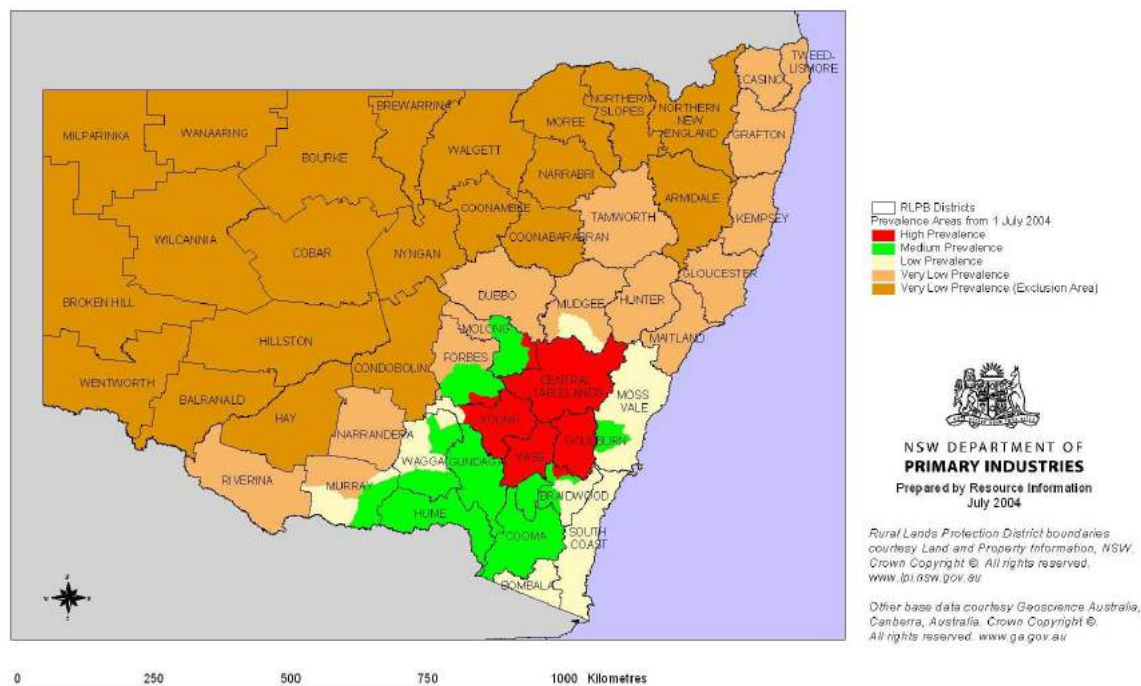 TWEED-
LISMORE
CASINO
NORTHERN
SLOPES
NORTHERN
NEW
ENGLAND
BREWARRINA
MOREE
MILPARINKA
WANAARING
GRAFTON
BOURKE
WALGETT
NARRABRI
ARMIDALE
COONAMBLE
TAMWORTH
KEMPSEY
WILCANNIA
COONABARABRAN
COBAR
NYNGAN
GLOUCESTER
BROKEN HILL
DUBBO
MUDGEE
HUNTER
MOLONG
MAITLAND
HILLSTON
FORBES
CONDOBOLIN
WENTWORTH
CENTRAL
TABLELANDS
MOSS
VALE
BALRANALD
HAY
YOUNG
NARRANDERA
GOULBURN
YASS
WAGGA
GUNDAGAI
RIVERINA
MURRAY
BRAIDWOOD
HUME
COOMA
SOUTH
COAST
BOMBALA
RLPB Districts
Prevalence Areas from 1 July 2004
High Prevalence
Medium Prevalence
Low Prevalence
Very Low Prevalence
Very Low Prevalence (Exclusion Area)
NSW DEPARTMENT OF
PRIMARY INDUSTRIES
Prepared by Resource Information
July 2004
Rural Lands Protection District boundaries
courtesy Land and Property Information, NSW.
Crown Copyright ©. All rights reserved.
www.lpi.nsw.gov.au
Other base data courtesy Geoscience Australia,
Canberra, Australia. Crown Copyright ©.
All rights reserved. www.ga.gov.au
0 250 500 750 1000 Kilometres